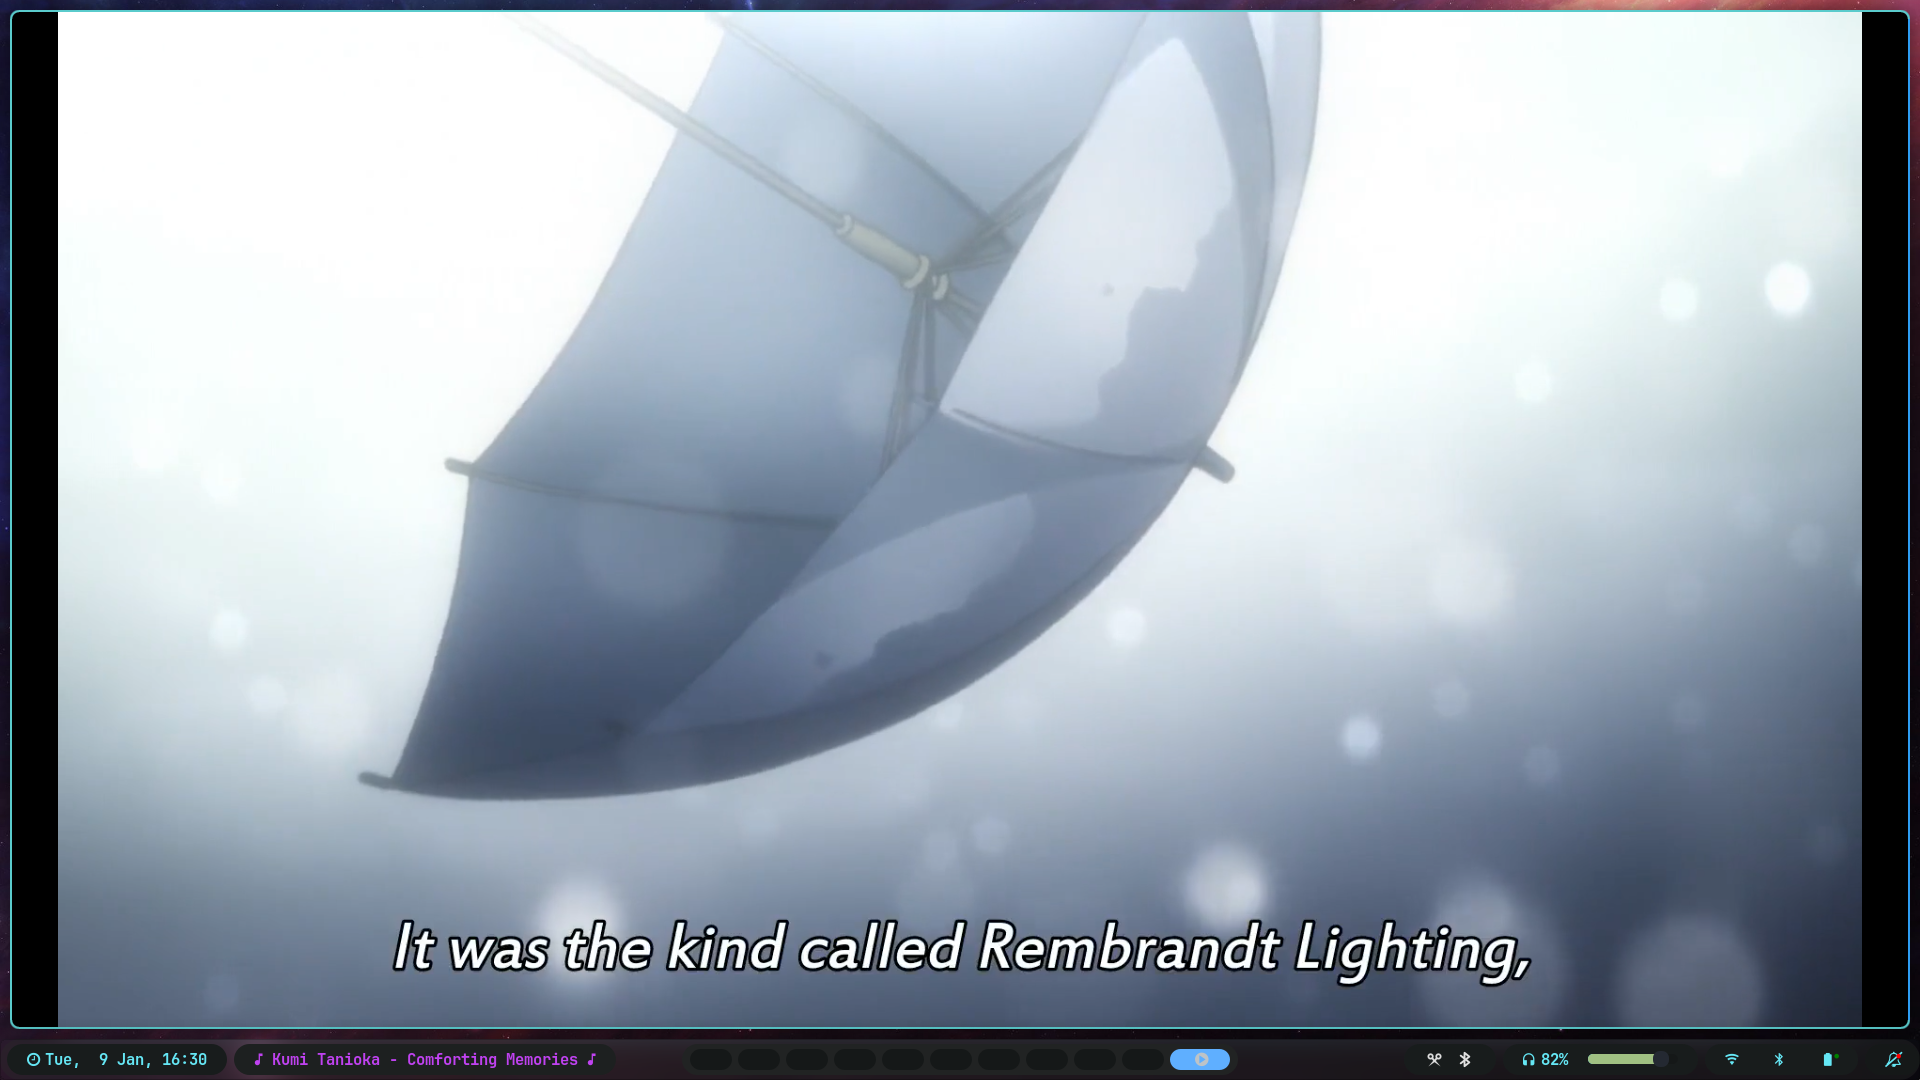 It was the kind called Rembrandt Lighting,
Tue,  9 Jan, 16:30
Kumi Tanioka - Comforting Memories
82%